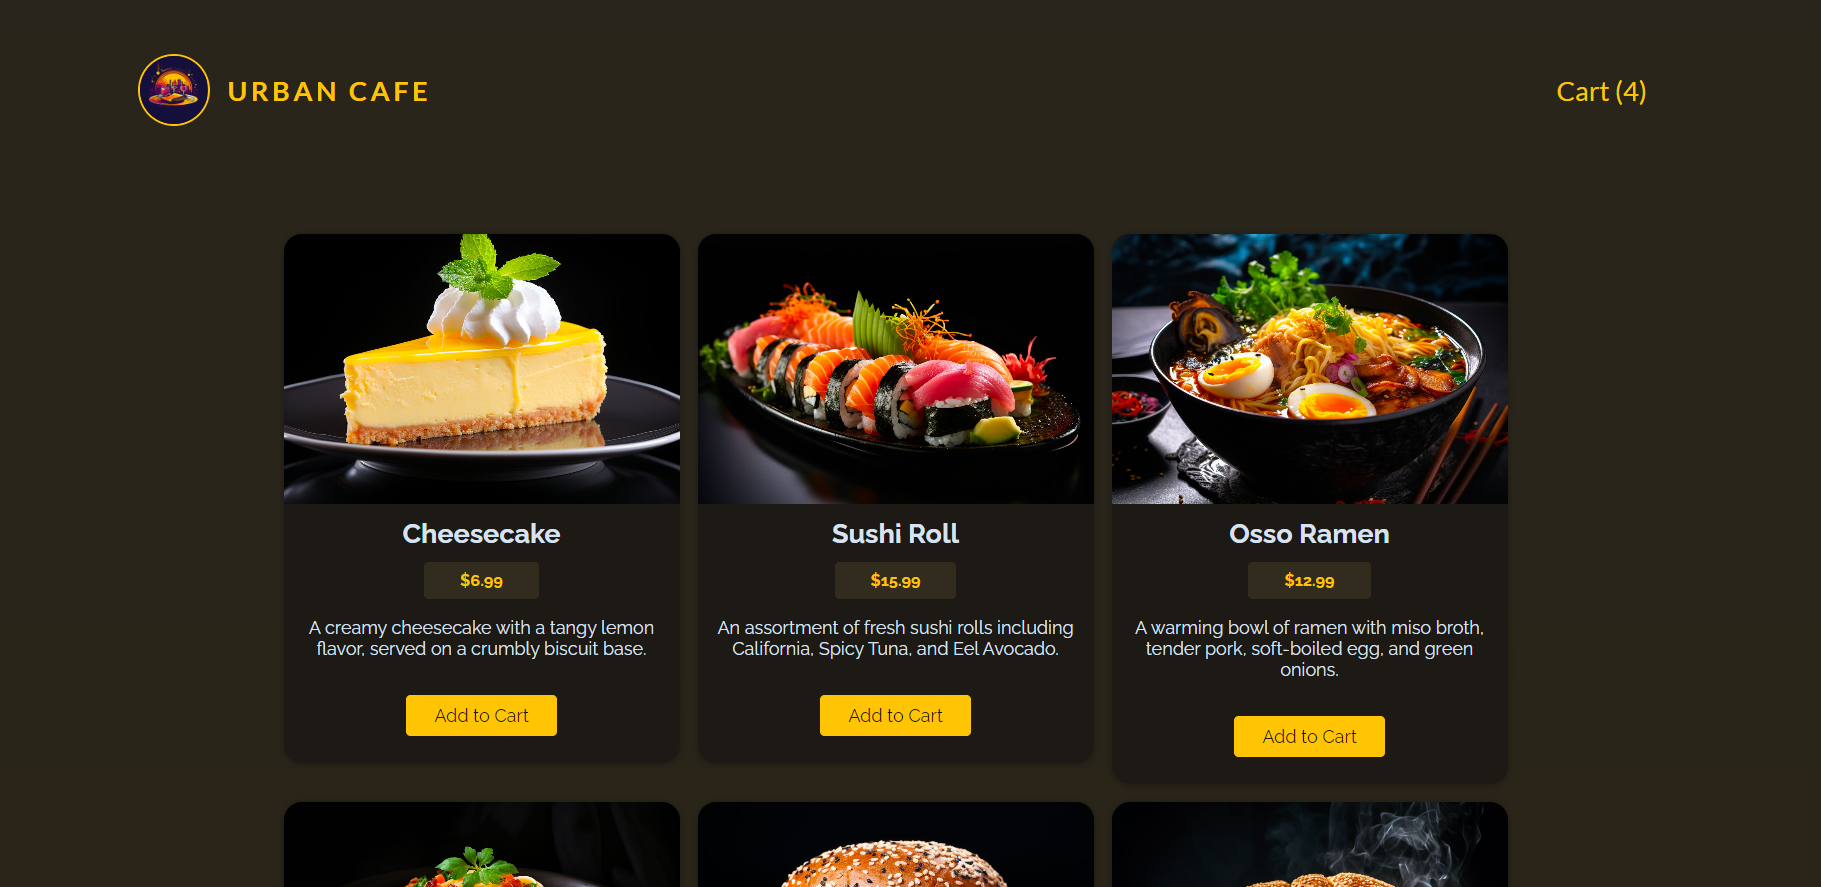 URBAN CAFE
Cart (4)
Cheesecake
$6.99
A creamy cheesecake with a tangy lemon
flavor, served on a crumbly biscuit base.
Add to Cart
Sushi Roll
$15.99
An assortment of fresh sushi rolls including
California, Spicy Tuna, and Eel Avocado.
Add to Cart
Osso Ramen
$12.99
A warming bowl of ramen with miso broth,
tender pork, soft-boiled egg, and green
onions.
Add to Cart